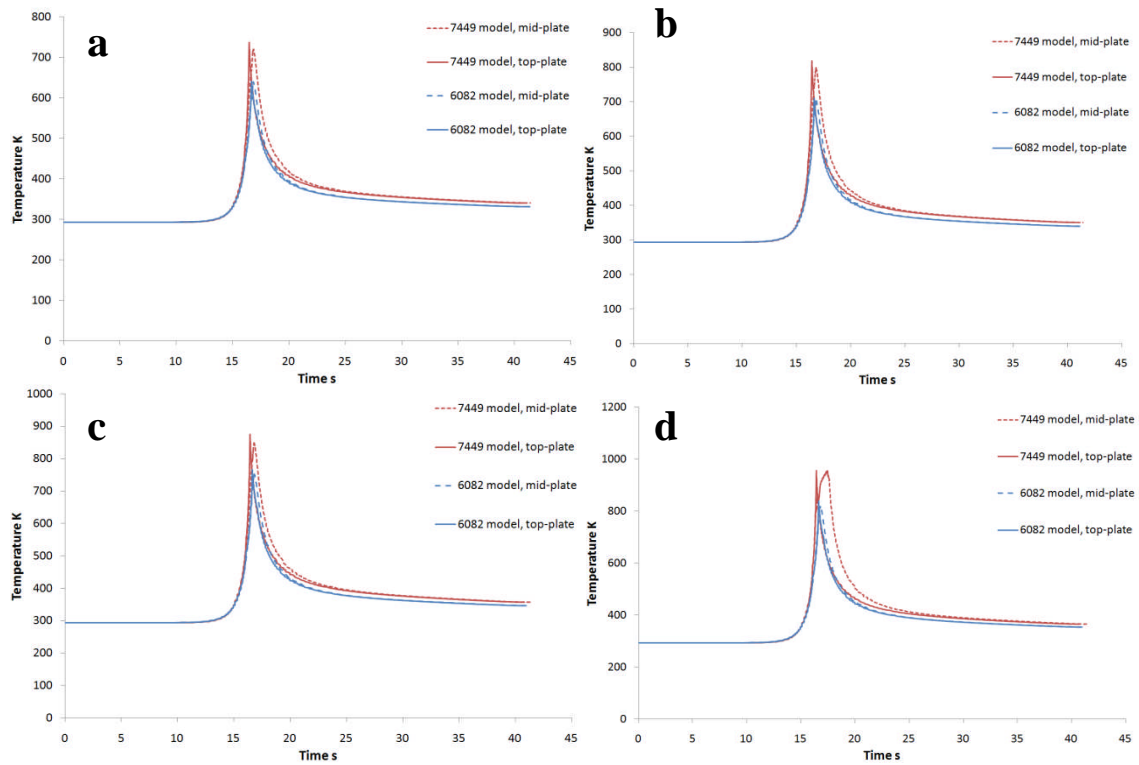 a
800
700
600
500
400
300
200
100
0
Temperature K
0 5 10 15 20 25 30 35 40 45
Time s
7449 model, mid-plate
7449 model, top-plate
6082 model, mid-plate
6082 model, top-plate
b
900
800
700
600
500
400
300
200
100
0
Temperature K
0 5 10 15 20 25 30 35 40 45
Time s
7449 model, mid-plate
7449 model, top-plate
6082 model, mid-plate
6082 model, top-plate
c
1000
900
800
700
600
500
400
300
200
100
0
Temperature K
0 5 10 15 20 25 30 35 40 45
Time s
7449 model, mid-plate
7449 model, top-plate
6082 model, mid-plate
6082 model, top-plate
d
1200
1000
800
600
400
200
0
Temperature K
0 5 10 15 20 25 30 35 40 45
Time s
7449 model, mid-plate
7449 model, top-plate
6082 model, mid-plate
6082 model, top-plate